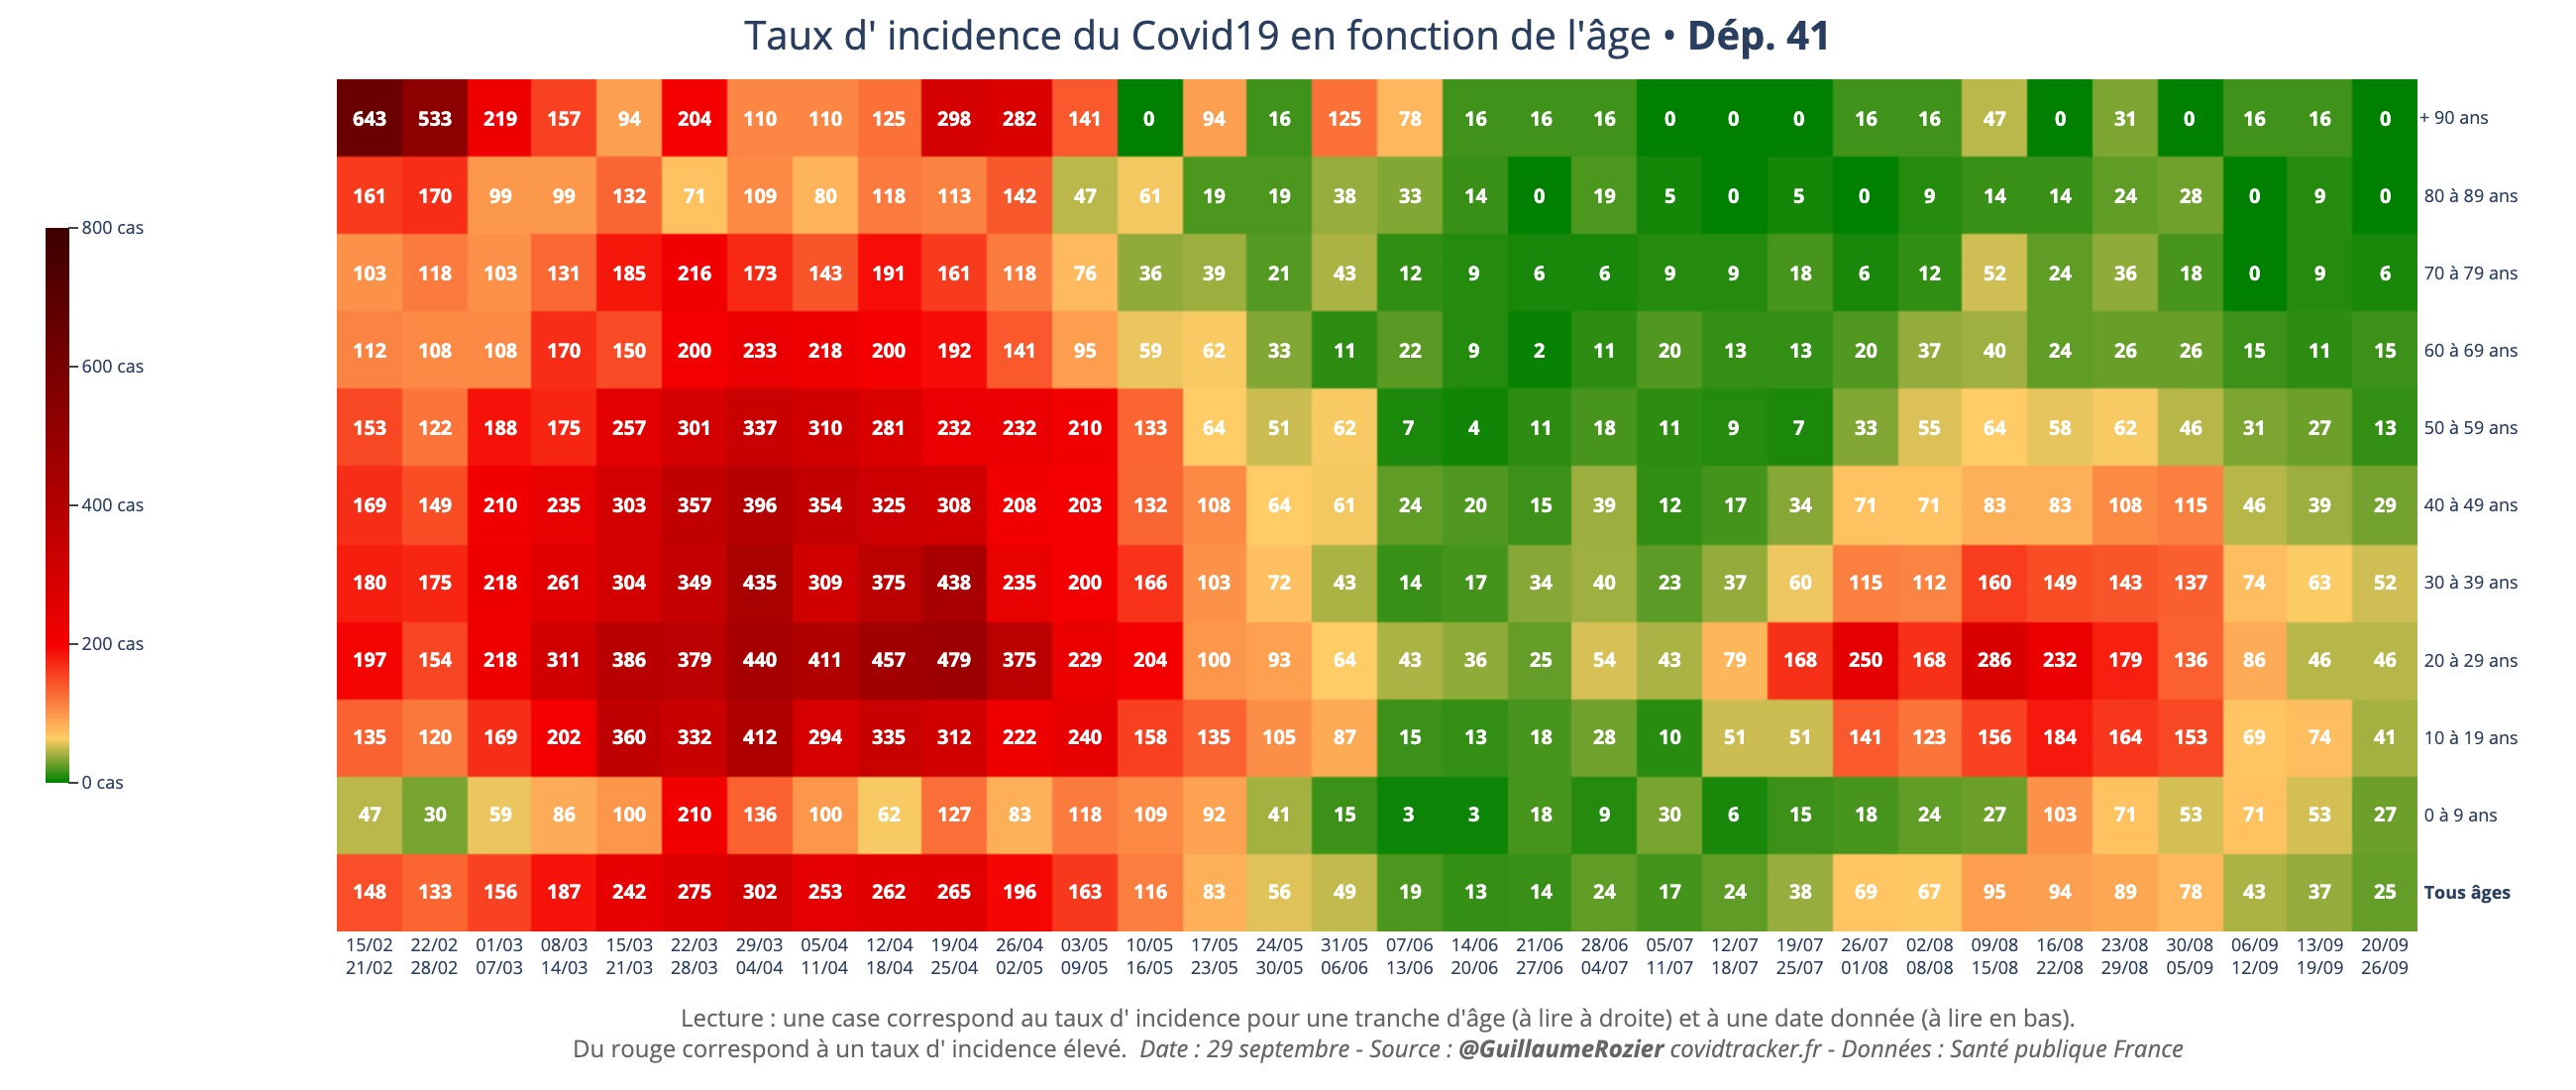 Taux d' incidence du Covid19 en fonction de l'âge • Dép. 41
643 533 219 157 94 204 110 110 125 298 282 141 0 94 16 125 78 16 16 16 0 0 0 16 16 47 0 31 0 16 16 0 + 90 ans
161 170 99 99 132 71 109 80 118 113 142 47 61 19 19 38 33 14 0 19 5 0 5 0 9 14 14 24 28 0 9 0 80 à 89 ans
800 cas
103 118 103 131 185 216 173 143 191 161 118 76 36 39 21 43 12 9 6 6 9 9 18 6 12 52 24 36 18 0 9 6 70 à 79 ans
112 108 108 170 150 200 233 218 200 192 141 95 59 62 33 11 22 9 2 11 20 13 13 20 37 40 24 26 26 15 11 15 60 à 69 ans
600 cas
153 122 188 175 257 301 337 310 281 232 232 210 133 64 51 62 7 4 11 18 11 9 7 33 55 64 58 62 46 31 27 13 50 à 59 ans
400 cas
169 149 210 235 303 357 396 354 325 308 208 203 132 108 64 61 24 20 15 39 12 17 34 71 71 83 83 108 115 46 39 29 40 à 49 ans
180 175 218 261 304 349 435 309 375 438 235 200 166 103 72 43 14 17 34 40 23 37 60 115 112 160 149 143 137 74 63 52 30 à 39 ans
200 cas
197 154 218 311 386 379 440 411 457 479 375 229 204 100 93 64 43 36 25 54 43 79 168 250 168 286 232 179 136 86 46 46 20 à 29 ans
135 120 169 202 360 332 412 294 335 312 222 240 158 135 105 87 15 13 18 28 10 51 51 141 123 156 184 164 153 69 74 41 10 à 19 ans
0 cas
47 30 59 86 100 210 136 100 62 127 83 118 109 92 41 15 3 3 18 9 30 6 15 18 24 27 103 71 53 71 53 27 0 à 9 ans
148 133 156 187 242 275 302 253 262 265 196 163 116 83 56 49 19 13 14 24 17 24 38 69 67 95 94 89 78 43 37 25 Tous âges
15/02 22/02 01/03 08/03 15/03 22/03 29/03 05/04 12/04 19/04 26/04 03/05 10/05 17/05 24/05 31/05 07/06 14/06 21/06 28/06 05/07 12/07 19/07 26/07 02/08 09/08 16/08 23/08 30/08 06/09 13/09 20/09
21/02 28/02 07/03 14/03 21/03 28/03 04/04 11/04 18/04 25/04 02/05 09/05 16/05 23/05 30/05 06/06 13/06 20/06 27/06 04/07 11/07 18/07 25/07 01/08 08/08 15/08 22/08 29/08 05/09 12/09 19/09 26/09
Lecture : une case correspond au taux d' incidence pour une tranche d'âge (à lire à droite) et à une date donnée (à lire en bas).
Du rouge correspond à un taux d' incidence élevé. Date : 29 septembre - Source : @GuillaumeRozier covidtracker.fr - Données : Santé publique France